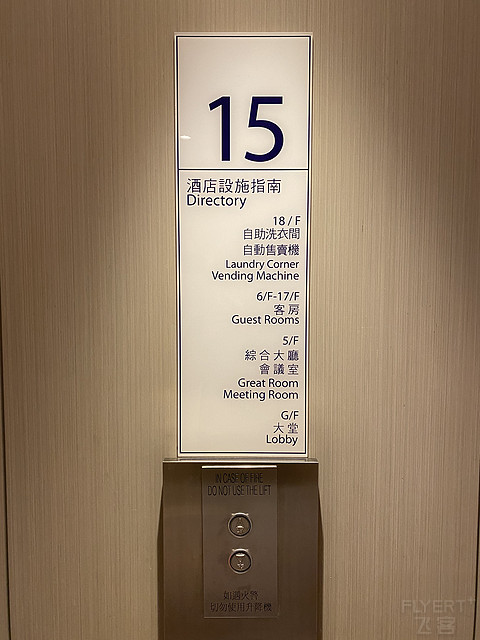 15
酒店設施指南
Directory
18/F
自助洗衣間
自動售賣機
Laundry Corner
Vending Machine
6/F-17/F
客房
Guest Rooms
5/F
綜合大廳
會議室
Great Room
Meeting Room
G/F
大堂
Lobby
IN CASE OF FIRE
DO NOT USE THE LIFT
如遇火警
切勿使用升降機
FLYERT+
飞客